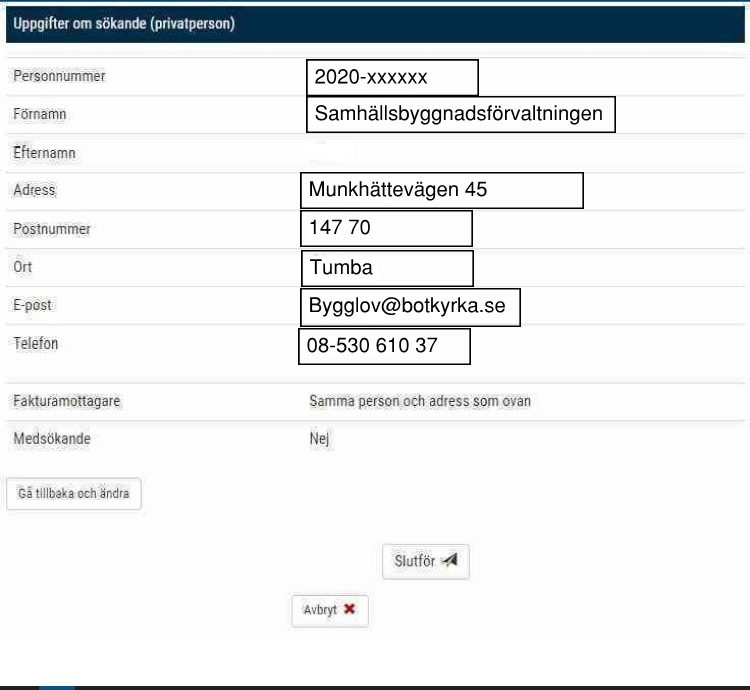 Uppgifter om sökande (privatperson)
Personnummer 2020-xxxxxx
Förnamn Samhällsbyggnadsförvaltningen
Efternamn
Adress Munkhättevägen 45
Postnummer 147 70
Ort Tumba
E-post Bygglov@botkyrka.se
Telefon 08-530 610 37
Fakturamottagare Samma person och adress som ovan
Medsökande Nej
Gå tillbaka och ändra
Slutför
Avbryt